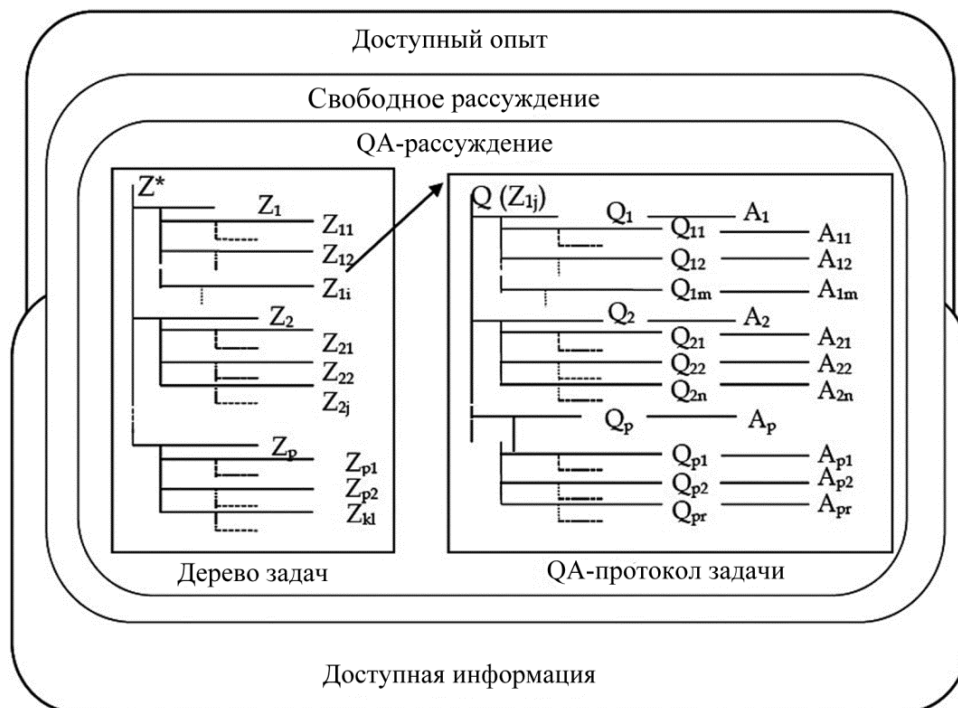 Доступный опыт
Свободное рассуждение
QA-рассуждение
Z*
Z₁
Z₁₁
Z₁₂
Z₁ᵢ
Z₂
Z₂₁
Z₂₂
Z₂ⱼ
Zₚ
Zₚ₁
Zₚ₂
Zₖₗ
Дерево задач
Q (Z₁ⱼ)
Q₁ A₁
Q₁₁ A₁₁
Q₁₂ A₁₂
Q₁ₘ A₁ₘ
Q₂ A₂
Q₂₁ A₂₁
Q₂₂ A₂₂
Q₂ₙ A₂ₙ
Qₚ Aₚ
Qₚ₁ Aₚ₁
Qₚ₂ Aₚ₂
Qₚᵣ Aₚᵣ
QA-протокол задачи
Доступная информация